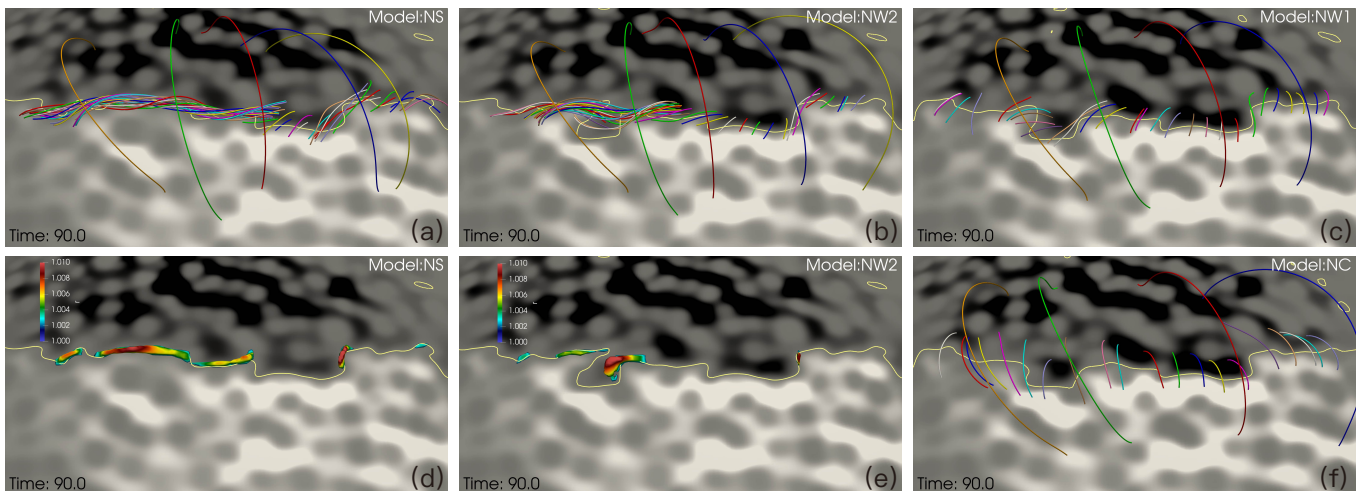 Model:NS
(a)
Time: 90.0
Model:NW2
(b)
Time: 90.0
Model:NW1
(c)
Time: 90.0
Model:NS
1.010
1.008
1.006
1.004
1.002
1.000
r
(d)
Time: 90.0
Model:NW2
1.010
1.008
1.006
1.004
1.002
1.000
r
(e)
Time: 90.0
Model:NC
(f)
Time: 90.0